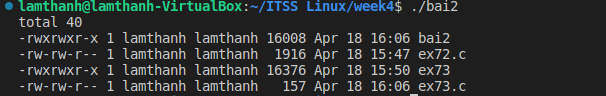 lamthanh@lamthanh-VirtualBox:~/ITSS Linux/week4$ ./bai2
total 40
-rwxrwxr-x 1 lamthanh lamthanh 16008 Apr 18 16:06 bai2
-rw-rw-r-- 1 lamthanh lamthanh  1916 Apr 18 15:47 ex72.c
-rwxrwxr-x 1 lamthanh lamthanh 16376 Apr 18 15:50 ex73
-rw-rw-r-- 1 lamthanh lamthanh   157 Apr 18 16:06 ex73.c